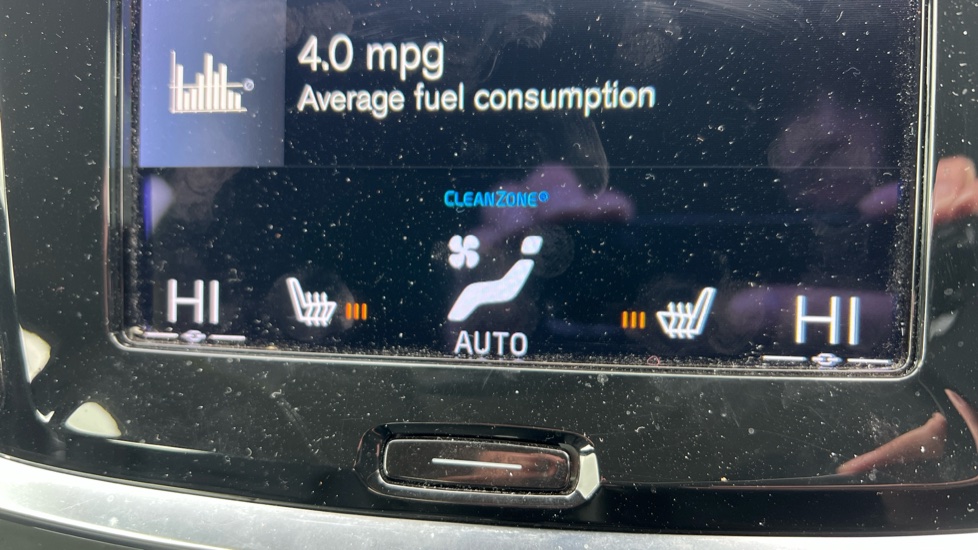 4.0 mpg
Average fuel consumption
CLEANZONE
HI
AUTO
HI